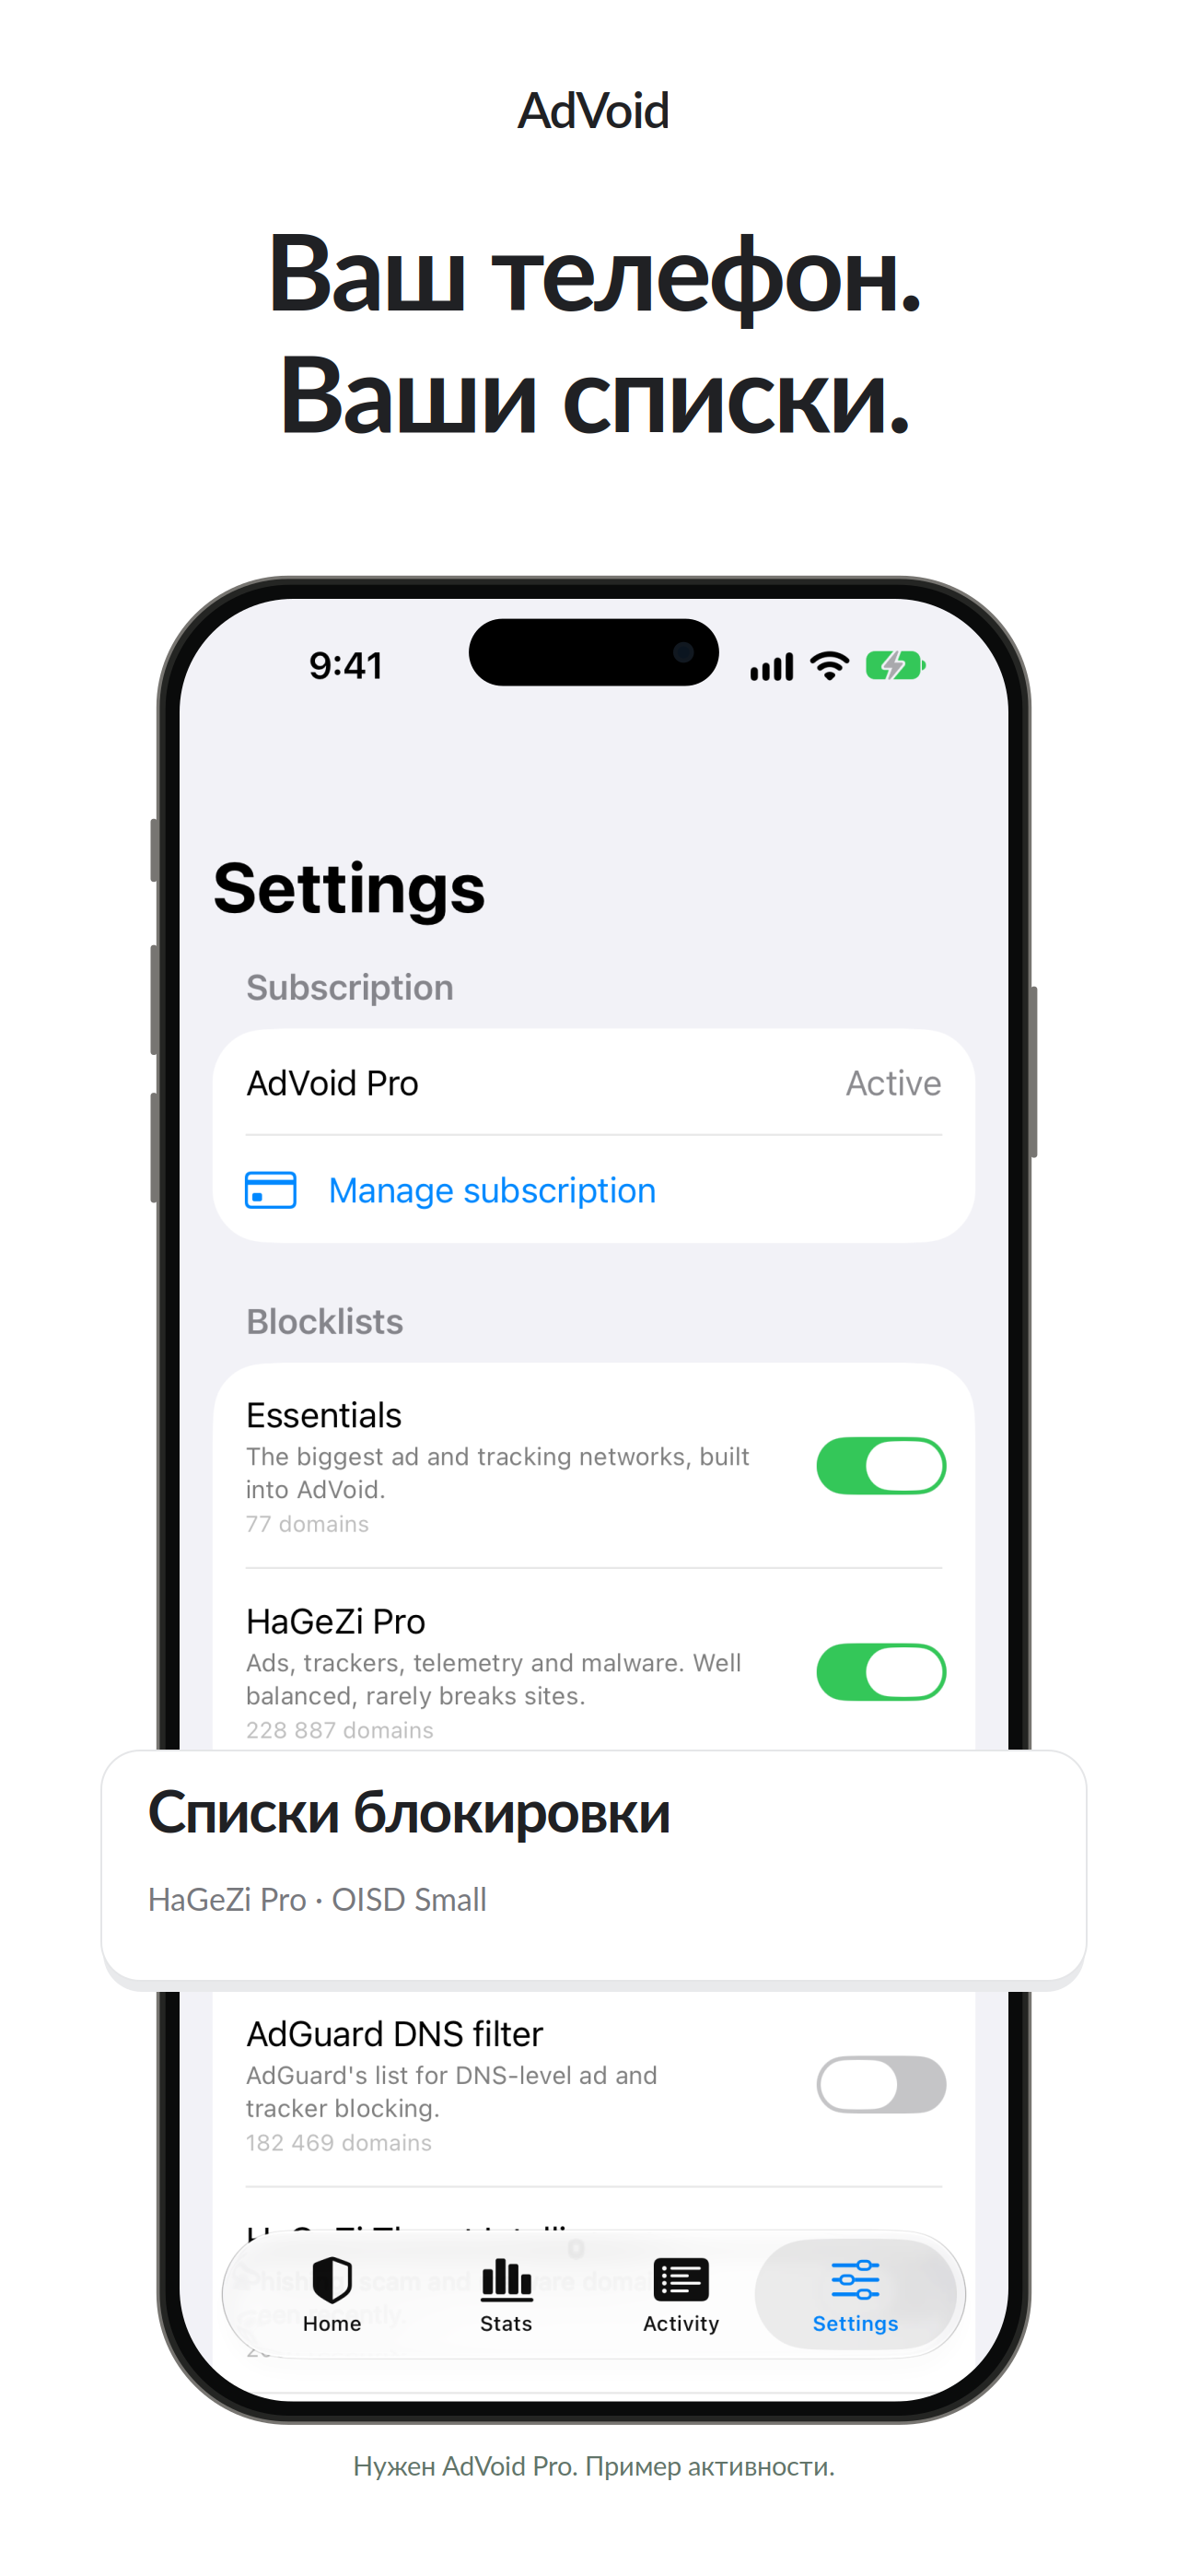 AdVoid
Ваш телефон.
Ваши списки.
9:41
Settings
Subscription
AdVoid Pro
Active
Manage subscription
Blocklists
Essentials
The biggest ad and tracking networks, built
into AdVoid.
77 domains
HaGeZi Pro
Ads, trackers, telemetry and malware. Well
balanced, rarely breaks sites.
228 887 domains
Списки блокировки
HaGeZi Pro · OISD Small
AdGuard DNS filter
AdGuard's list for DNS-level ad and
tracker blocking.
182 469 domains
Home
Stats
Activity
Settings
Нужен AdVoid Pro. Пример активности.